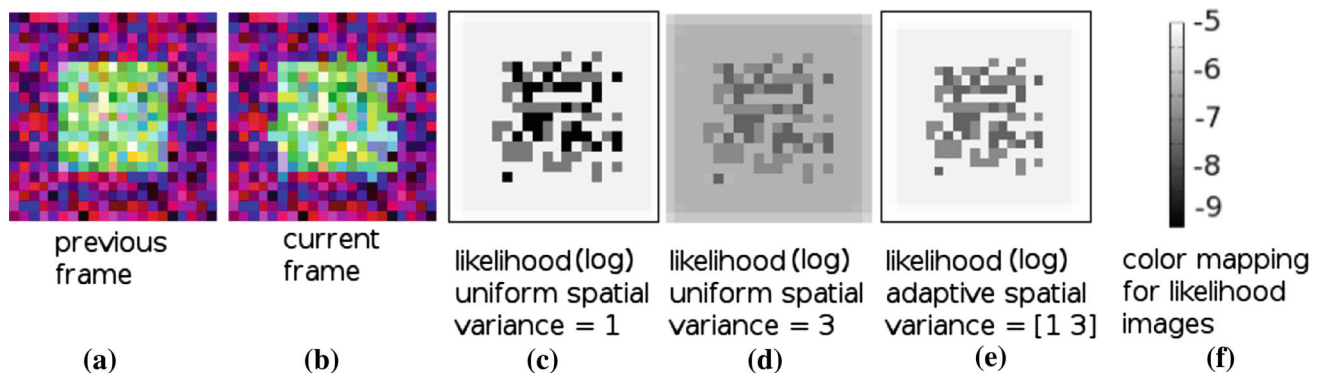 previous
frame
(a)
current
frame
(b)
likelihood (log)
uniform spatial
variance = 1
(c)
likelihood (log)
uniform spatial
variance = 3
(d)
likelihood (log)
adaptive spatial
variance = [1 3]
(e)
-5
-6
-7
-8
-9
color mapping
for likelihood
images
(f)